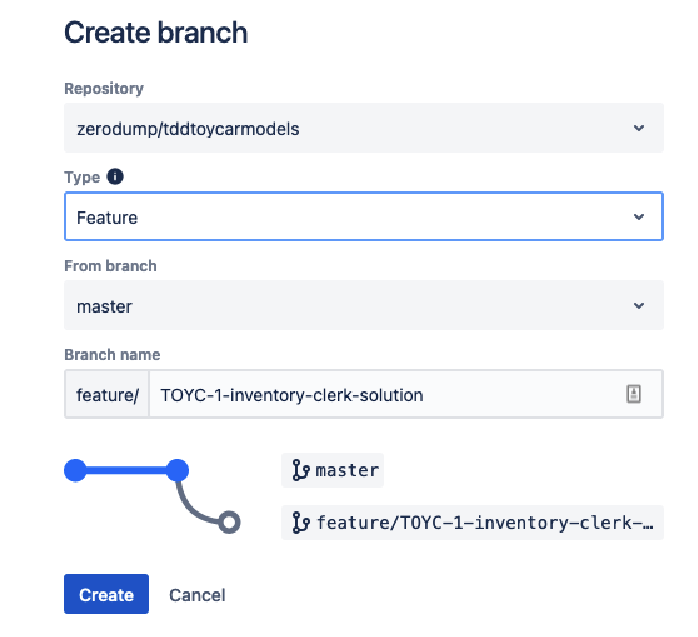 Create branch
Repository
zerodump/tddtoycarmodels
Type
Feature
From branch
master
Branch name
feature/ TOYC-1-inventory-clerk-solution
master
feature/TOYC-1-inventory-clerk-…
Create Cancel